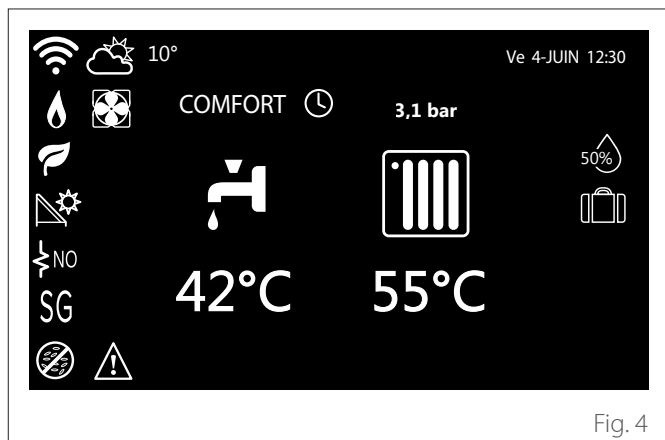 10°
Ve 4-JUIN 12:30
COMFORT
3,1 bar
50%
NO
42°C
55°C
SG
Fig. 4